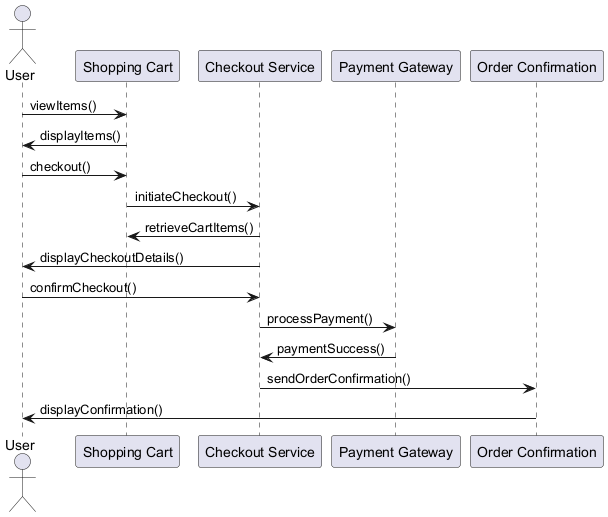 User
Shopping Cart
Checkout Service
Payment Gateway
Order Confirmation
viewItems()
displayItems()
checkout()
initiateCheckout()
retrieveCartItems()
displayCheckoutDetails()
confirmCheckout()
processPayment()
paymentSuccess()
sendOrderConfirmation()
displayConfirmation()
User
Shopping Cart
Checkout Service
Payment Gateway
Order Confirmation